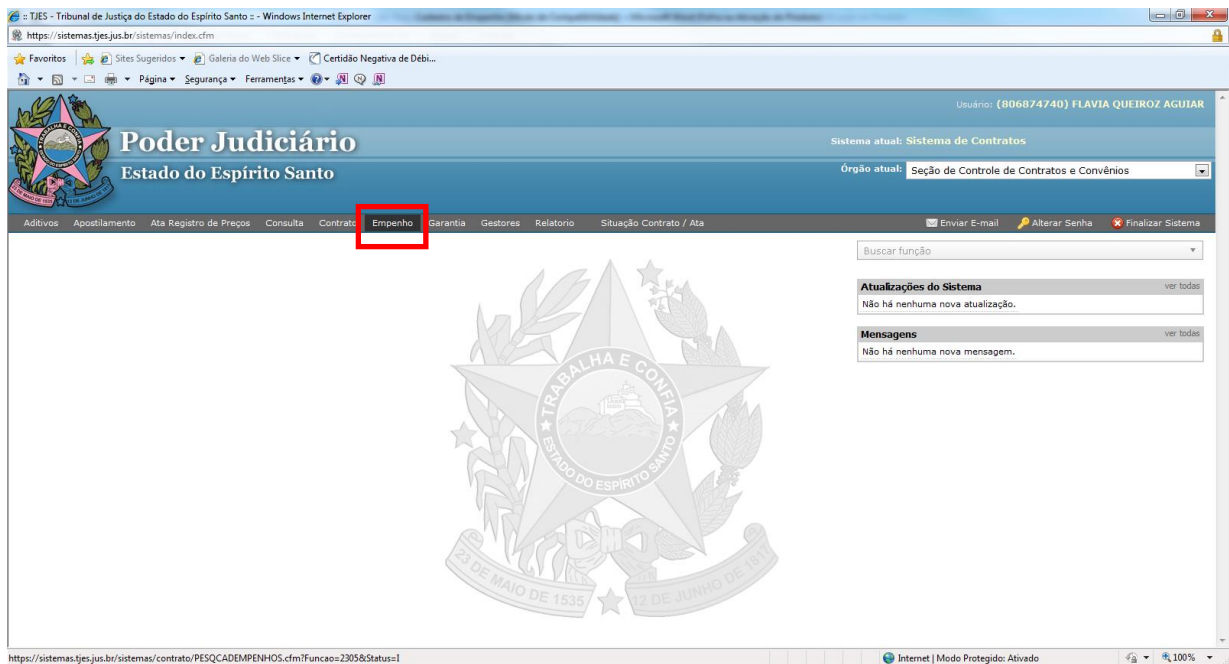 :: TJES - Tribunal de Justiça do Estado do Espírito Santo :: - Windows Internet Explorer
https://sistemas.tjes.jus.br/sistemas/index.cfm
Favoritos Sites Sugeridos Galeria do Web Slice Certidão Negativa de Débi...
Página Segurança Ferramentas
Usuário: (806874740) FLAVIA QUEIROZ AGUIAR
Poder Judiciário
Sistema atual: Sistema de Contratos
Estado do Espírito Santo
Órgão atual: Seção de Controle de Contratos e Convênios
Aditivos Apostilamento Ata Registro de Preços Consulta Contrato Empenho Garantia Gestores Relatorio Situação Contrato / Ata Enviar E-mail Alterar Senha Finalizar Sistema
Buscar função
Atualizações do Sistema ver todas
Não há nenhuma nova atualização.
Mensagens ver todas
Não há nenhuma nova mensagem.
TRABALHA E CONFIA
ESTADO DO ESPIRITO SANTO
23 DE MAIO DE 1535 12 DE JUNHO DE 1817
https://sistemas.tjes.jus.br/sistemas/contrato/PESQCADEMPENHOS.cfm?Funcao=2305&Status=I Internet | Modo Protegido: Ativado 100%